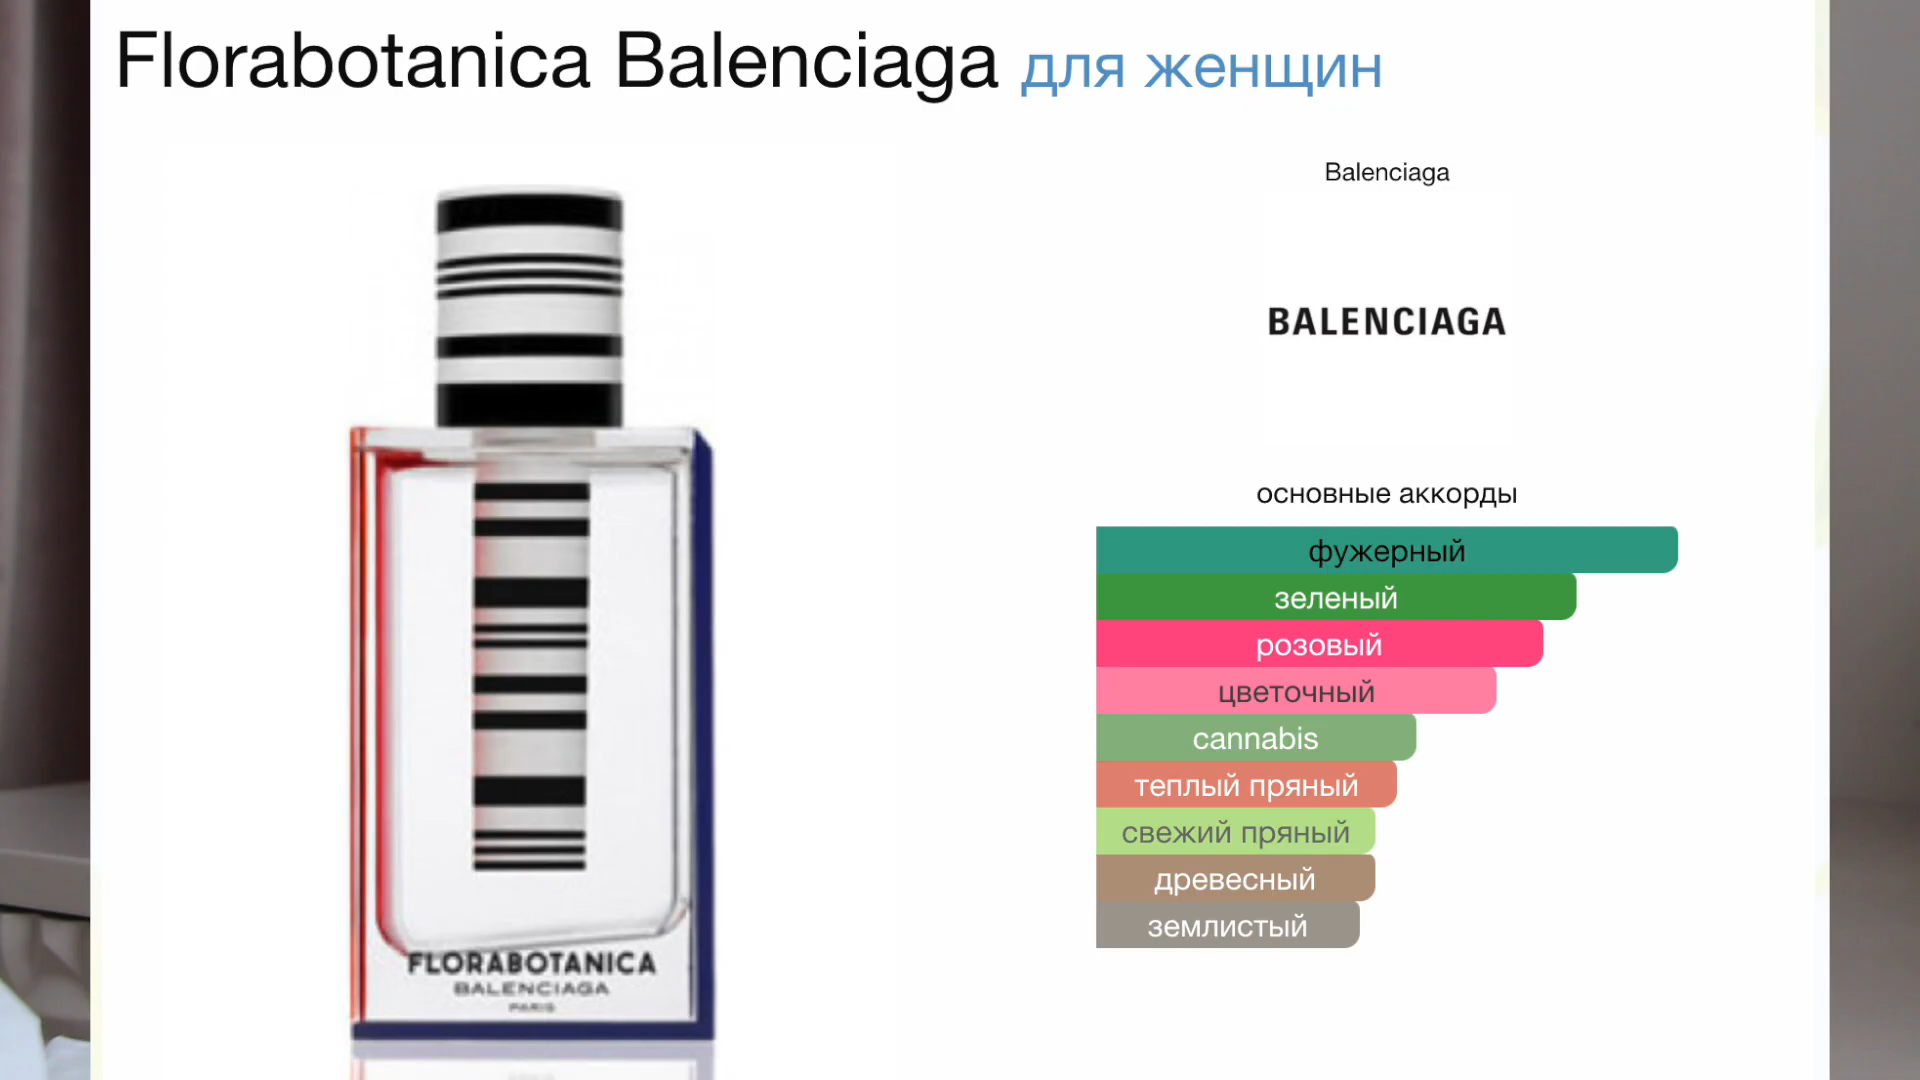 Florabotanica Balenciaga для женщин
Balenciaga
BALENCIAGA
основные аккорды
фужерный
зеленый
розовый
цветочный
cannabis
теплый пряный
свежий пряный
древесный
землистый
FLORABOTANICA
BALENCIAGA
PARIS